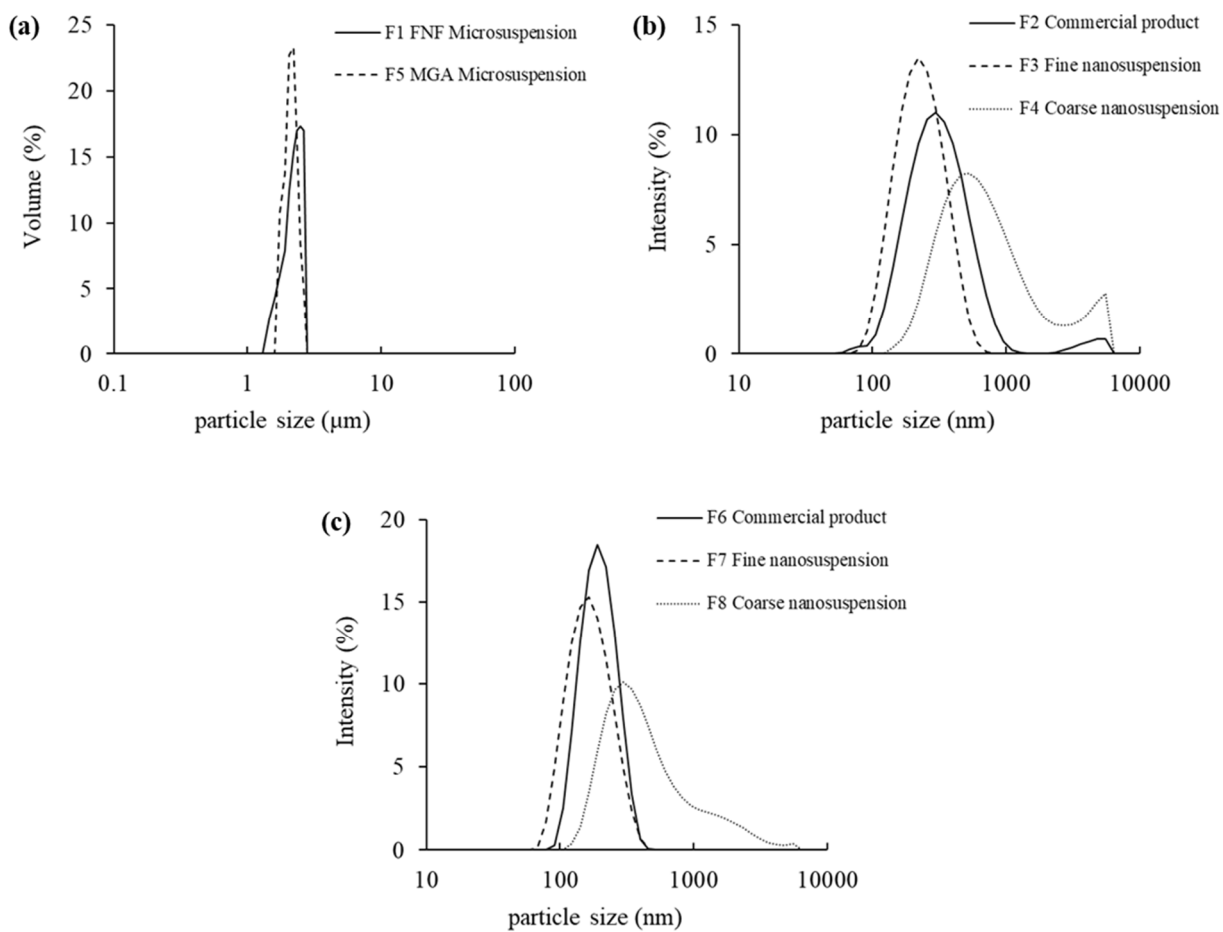 (a)
F1 FNF Microsuspension
F5 MGA Microsuspension
25
20
15
10
5
0
Volume (%)
0.1 1 10 100
particle size (µm)
(b)
F2 Commercial product
F3 Fine nanosuspension
F4 Coarse nanosuspension
15
10
5
0
Intensity (%)
10 100 1000 10000
particle size (nm)
(c)
F6 Commercial product
F7 Fine nanosuspension
F8 Coarse nanosuspension
20
15
10
5
0
Intensity (%)
10 100 1000 10000
particle size (nm)